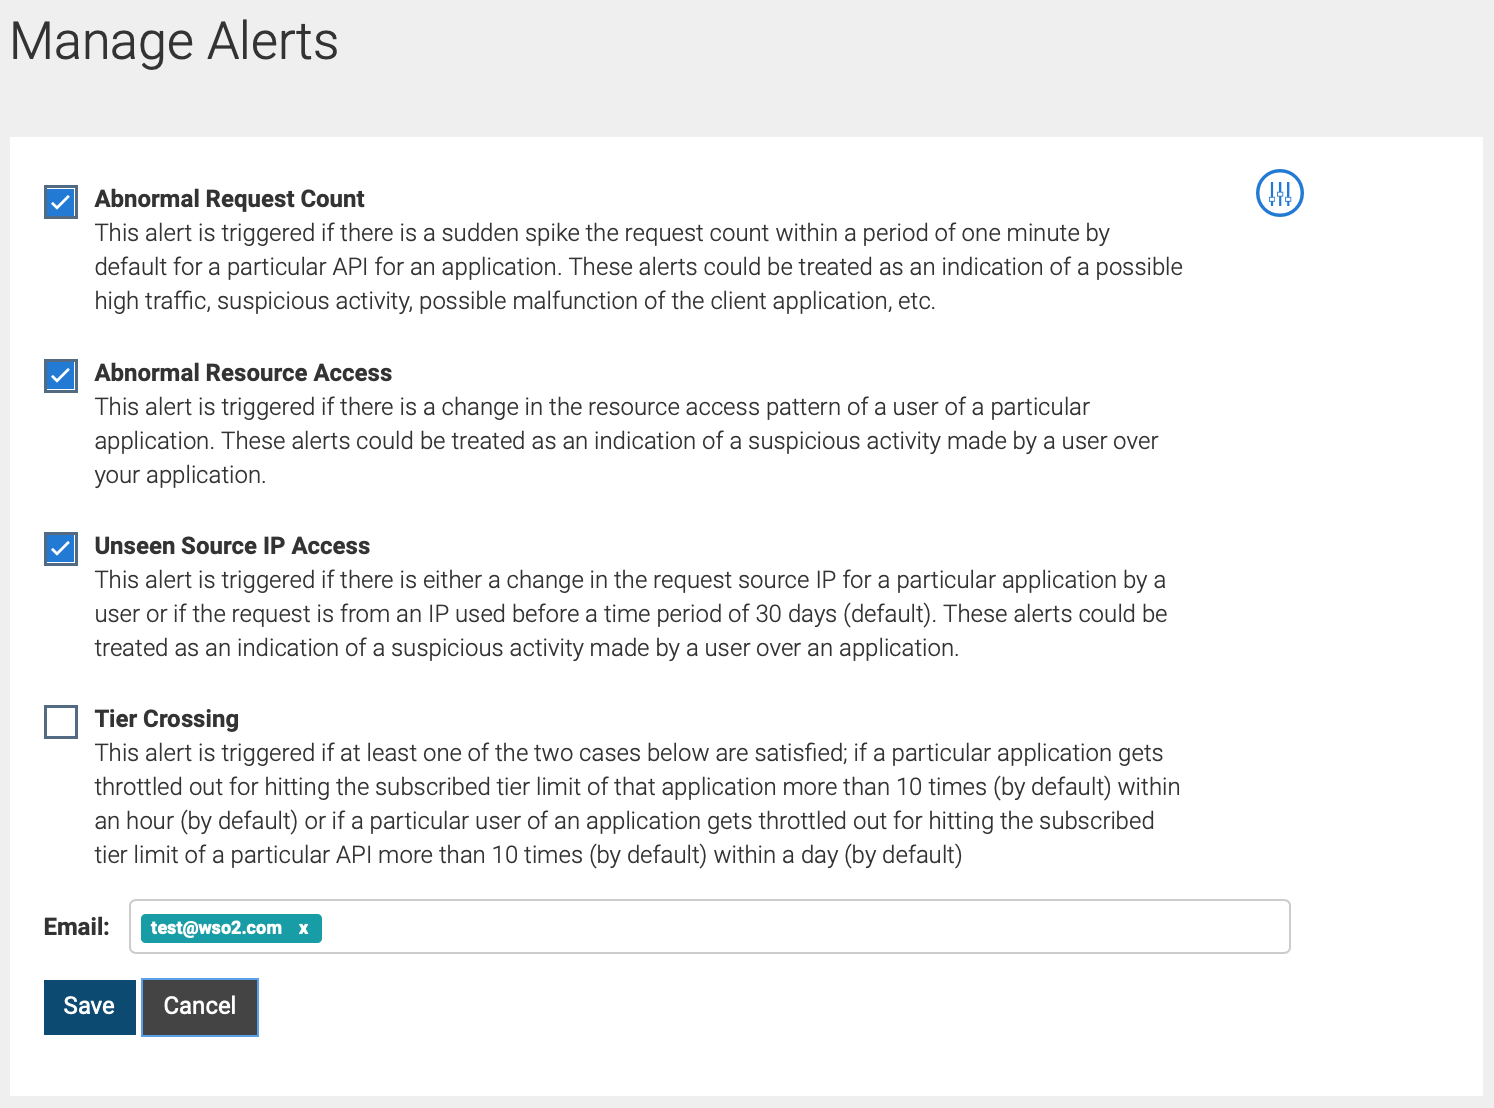 Manage Alerts
Abnormal Request Count
This alert is triggered if there is a sudden spike the request count within a period of one minute by
default for a particular API for an application. These alerts could be treated as an indication of a possible
high traffic, suspicious activity, possible malfunction of the client application, etc.
Abnormal Resource Access
This alert is triggered if there is a change in the resource access pattern of a user of a particular
application. These alerts could be treated as an indication of a suspicious activity made by a user over
your application.
Unseen Source IP Access
This alert is triggered if there is either a change in the request source IP for a particular application by a
user or if the request is from an IP used before a time period of 30 days (default). These alerts could be
treated as an indication of a suspicious activity made by a user over an application.
Tier Crossing
This alert is triggered if at least one of the two cases below are satisfied; if a particular application gets
throttled out for hitting the subscribed tier limit of that application more than 10 times (by default) within
an hour (by default) or if a particular user of an application gets throttled out for hitting the subscribed
tier limit of a particular API more than 10 times (by default) within a day (by default)
Email: test@wso2.com x
Save Cancel